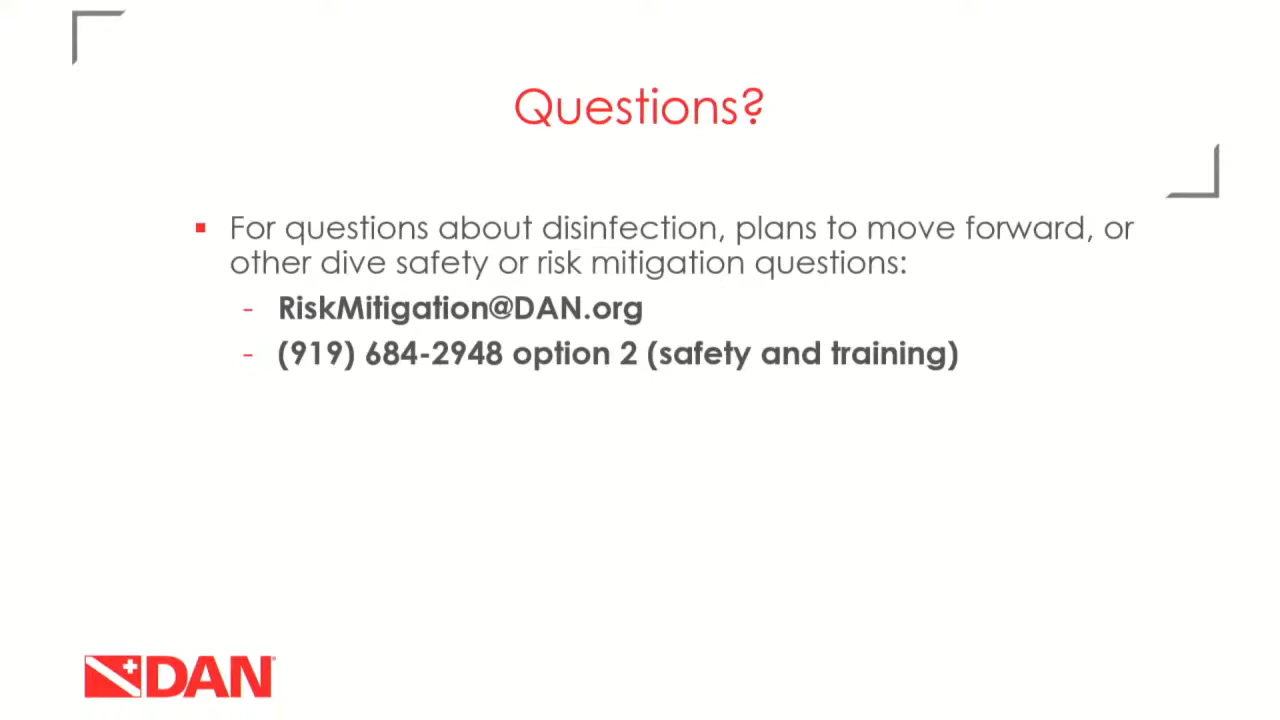 Questions?
For questions about disinfection, plans to move forward, or
other dive safety or risk mitigation questions:
- RiskMitigation@DAN.org
- (919) 684-2948 option 2 (safety and training)
DAN